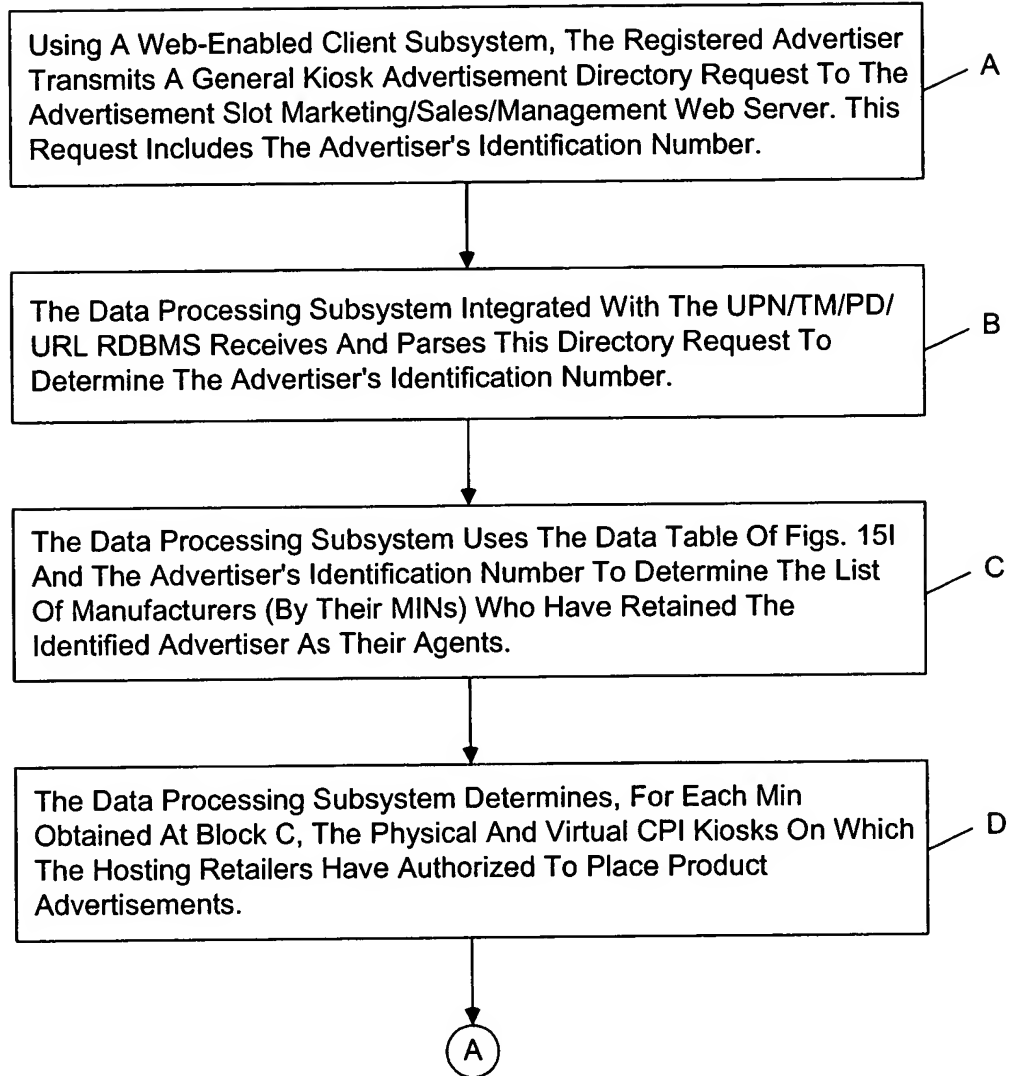 Using A Web-Enabled Client Subsystem, The Registered Advertiser
Transmits A General Kiosk Advertisement Directory Request To The
Advertisement Slot Marketing/Sales/Management Web Server. This
Request Includes The Advertiser's Identification Number.
A
The Data Processing Subsystem Integrated With The UPN/TM/PD/
URL RDBMS Receives And Parses This Directory Request To
Determine The Advertiser's Identification Number.
B
The Data Processing Subsystem Uses The Data Table Of Figs. 15I
And The Advertiser's Identification Number To Determine The List
Of Manufacturers (By Their MINs) Who Have Retained The
Identified Advertiser As Their Agents.
C
The Data Processing Subsystem Determines, For Each Min
Obtained At Block C, The Physical And Virtual CPI Kiosks On Which
The Hosting Retailers Have Authorized To Place Product
Advertisements.
D
A